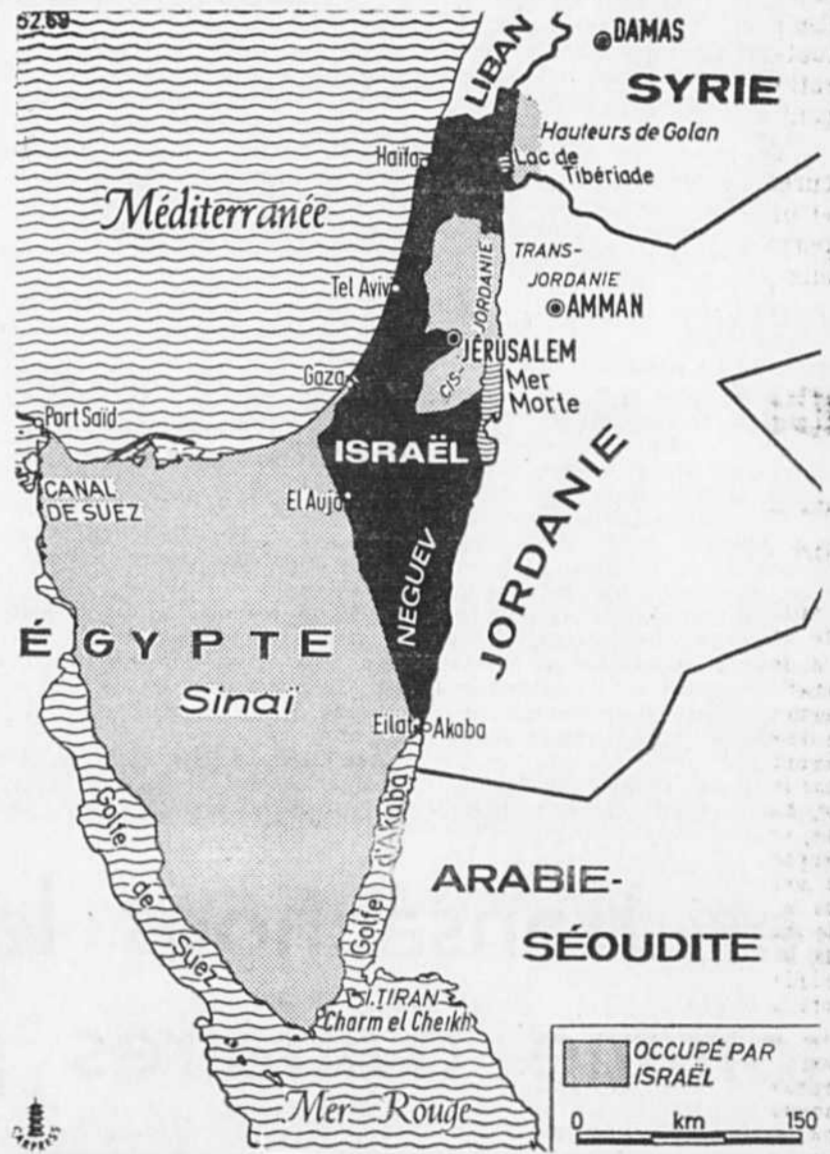 52.69
DAMAS
LIBAN
SYRIE
Hauteurs de Golan
Haïfa
Lac de
Tibériade
Méditerranée
TRANS-
JORDANIE
Tel Aviv
AMMAN
CIS-JORDANIE
JÉRUSALEM
Gaza
Mer
Morte
Port Saïd
ISRAËL
CANAL
DE SUEZ
El Auja
NEGUEV
JORDANIE
ÉGYPTE
Sinaï
Eilat
Akaba
Golfe de Suez
Golfe d'Akaba
ARABIE-
SÉOUDITE
I. TIRAN
Charm el Cheikh
OCCUPÉ PAR
ISRAËL
Mer Rouge
0 km 150